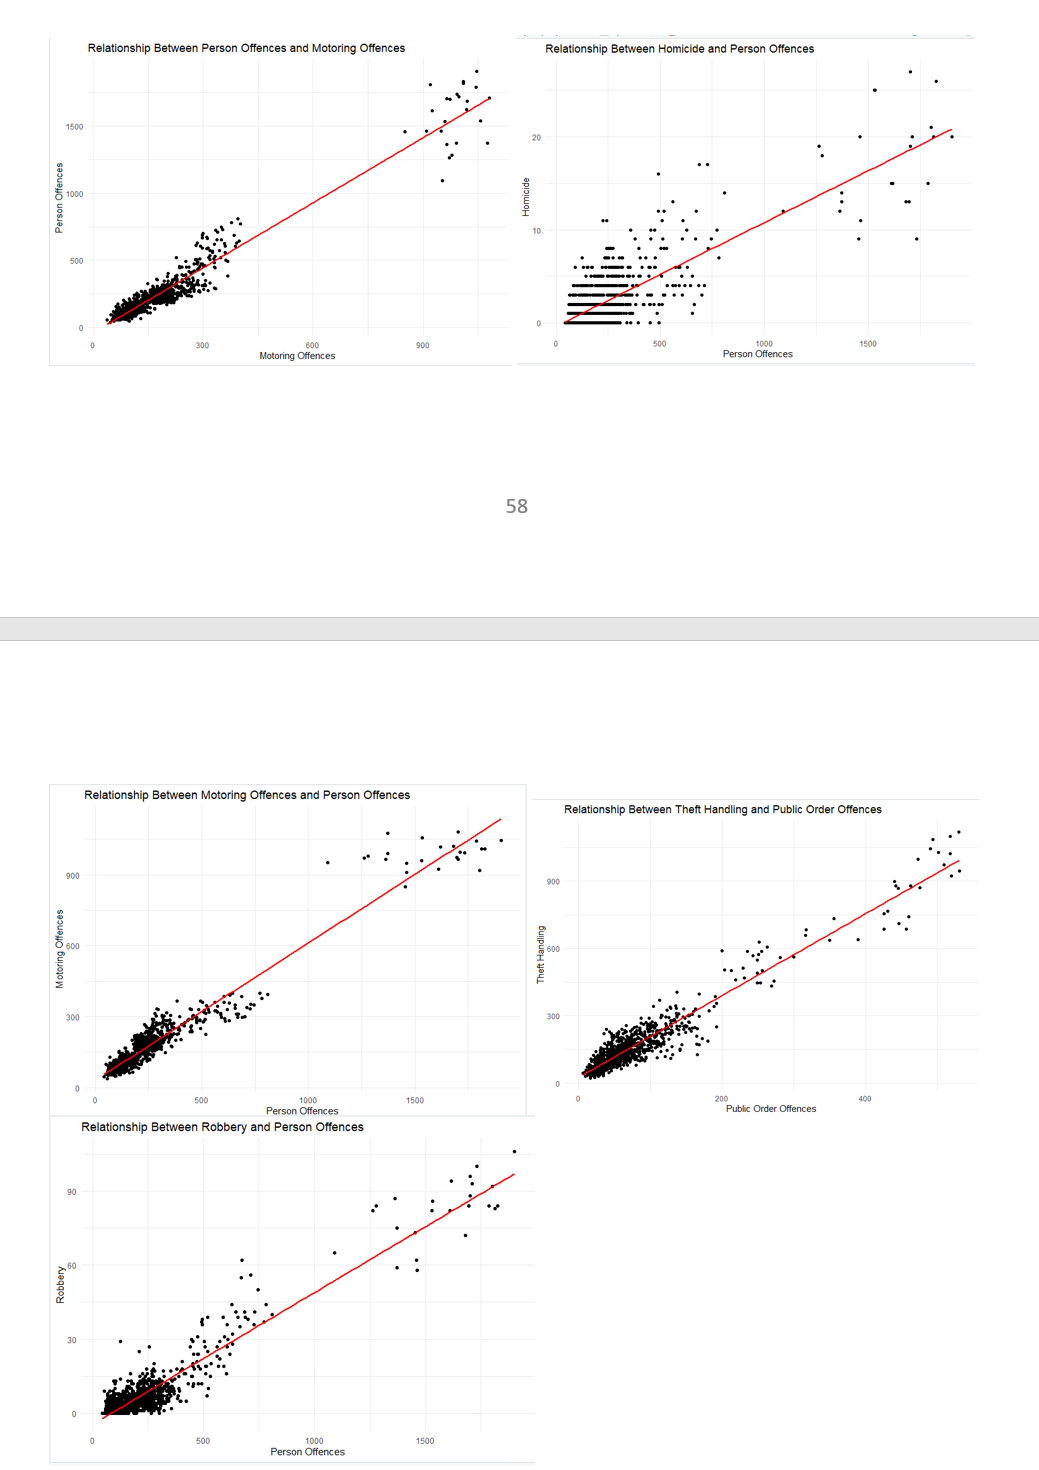 Relationship Between Person Offences and Motoring Offences
Person Offences
1500
1000
500
0
0 300 600 900
Motoring Offences
Relationship Between Homicide and Person Offences
Homicide
20
10
0
0 500 1000 1500
Person Offences
58
Relationship Between Motoring Offences and Person Offences
Motoring Offences
900
600
300
0
0 500 1000 1500
Person Offences
Relationship Between Theft Handling and Public Order Offences
Theft Handling
900
600
300
0
0 200 400
Public Order Offences
Relationship Between Robbery and Person Offences
Robbery
90
60
30
0
0 500 1000 1500
Person Offences